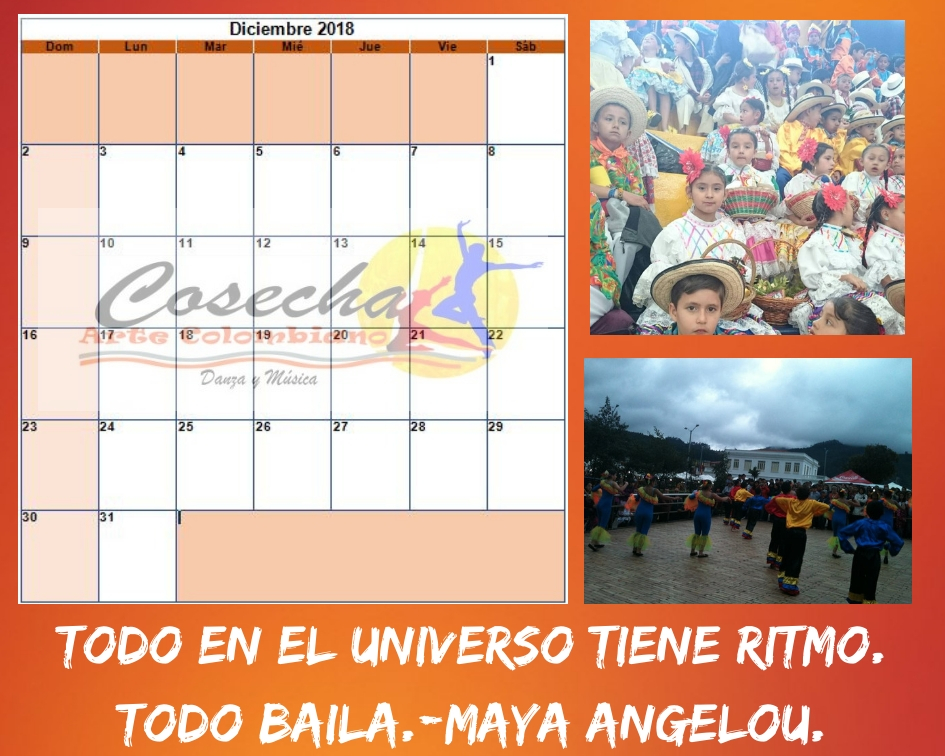 Diciembre 2018
Dom Lun Mar Mié Jue Vie Sáb
1
2 3 4 5 6 7 8
9 10 11 12 13 14 15
Cosecha
16 17 18 19 20 21 22
Arte Colombiano
Danza y Música
23 24 25 26 27 28 29
30 31
TODO EN EL UNIVERSO TIENE RITMO.
TODO BAILA.-MAYA ANGELOU.